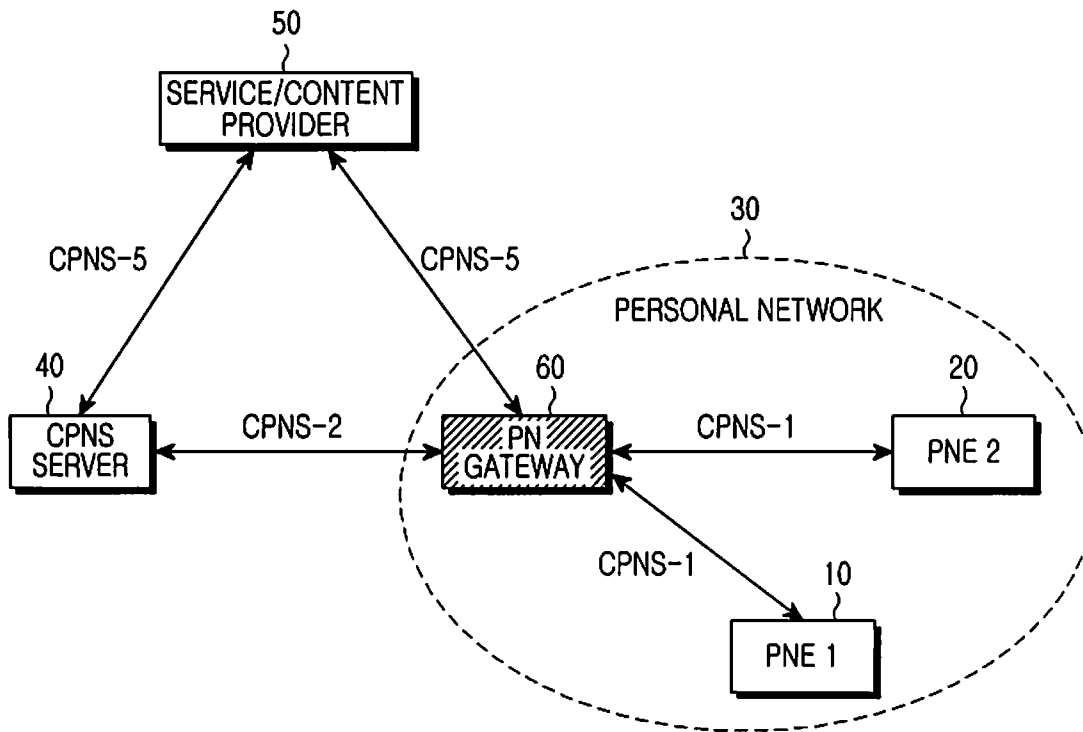 50
SERVICE/CONTENT
PROVIDER
30
CPNS-5
CPNS-5
PERSONAL NETWORK
40
60
20
CPNS
SERVER
CPNS-2
PN
GATEWAY
CPNS-1
PNE 2
CPNS-1
10
PNE 1